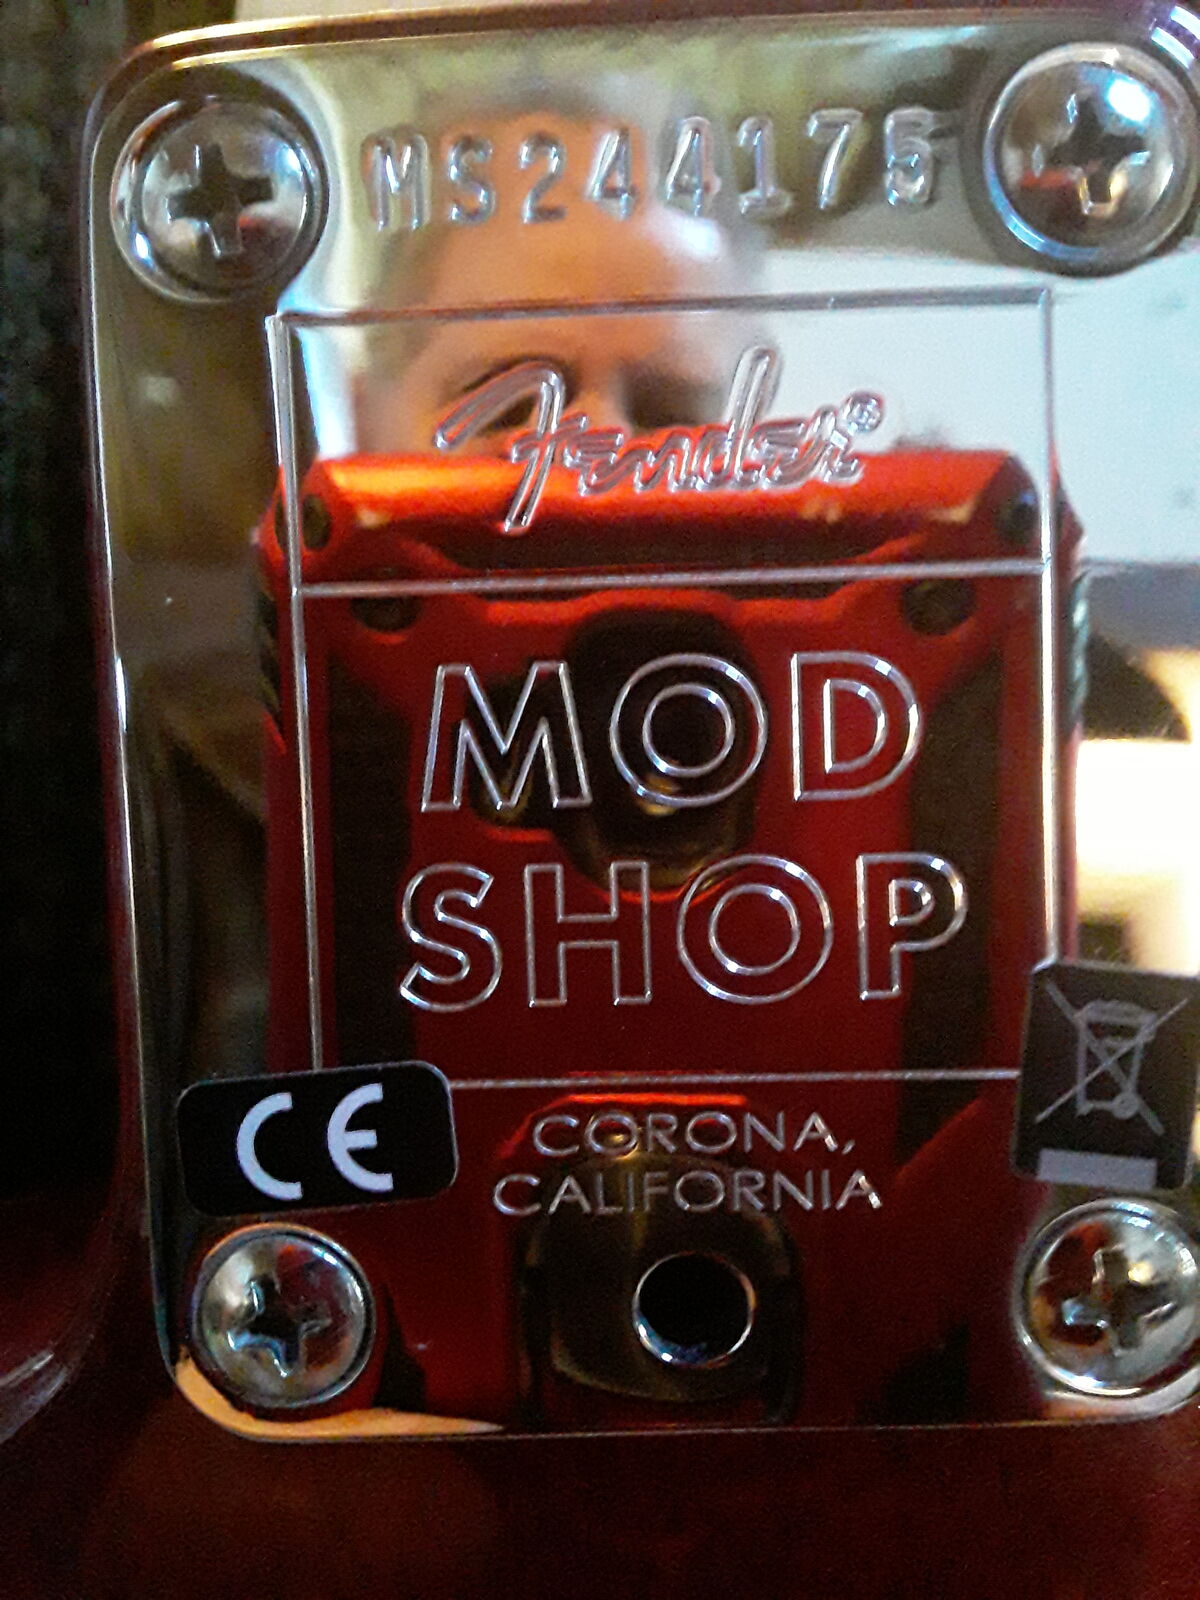 MS244175
Fender®
MOD
SHOP
CE
CORONA,
CALIFORNIA